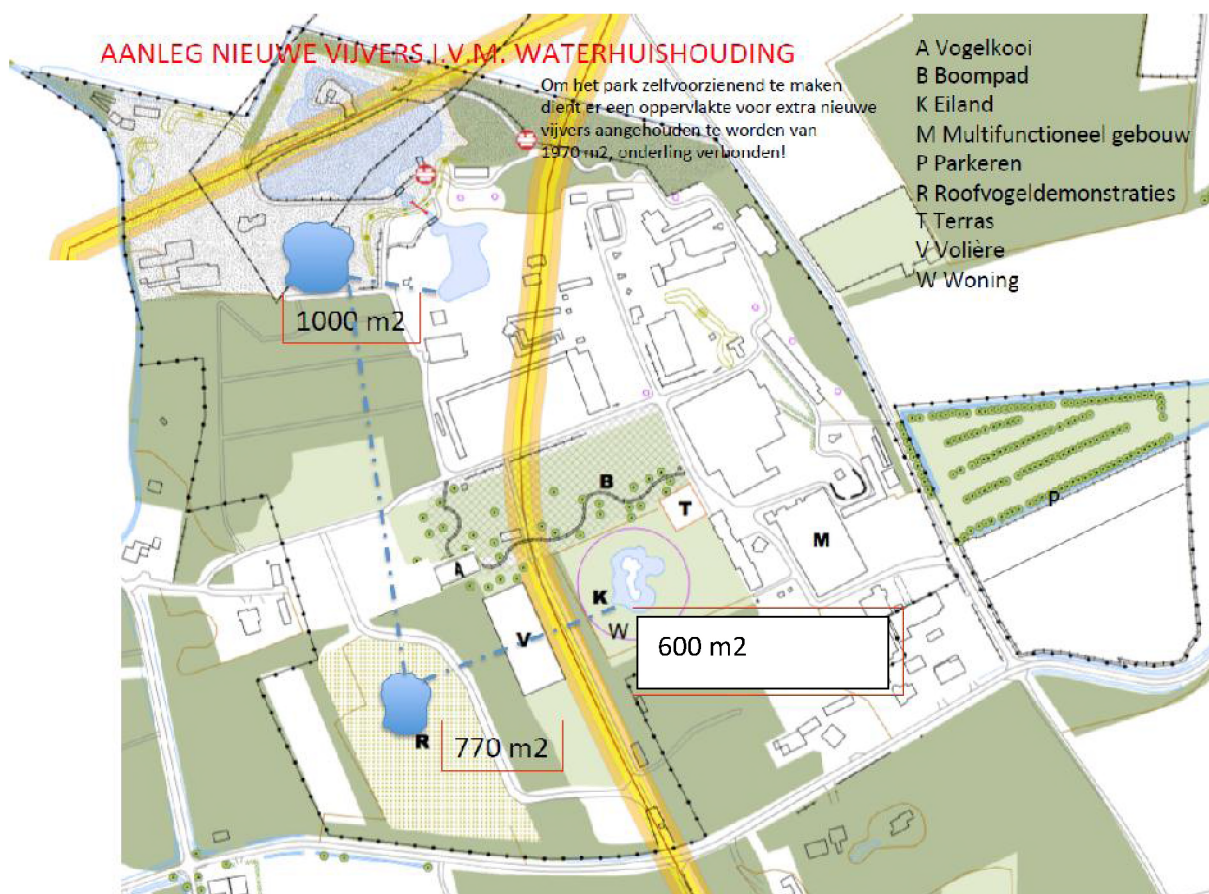 AANLEG NIEUWE VIJVERS I.V.M. WATERHUISHOUDING
Om het park zelfvoorzienend te maken
dient er een oppervlakte voor extra nieuwe
vijvers aangehouden te worden van
1970 m2, onderling verbonden!
A Vogelkooi
B Boompad
K Eiland
M Multifunctioneel gebouw
P Parkeren
R Roofvogeldemonstraties
T Terras
V Volière
W Woning
1000 m2
B
T
P
M
A
K
V
W
600 m2
R
770 m2